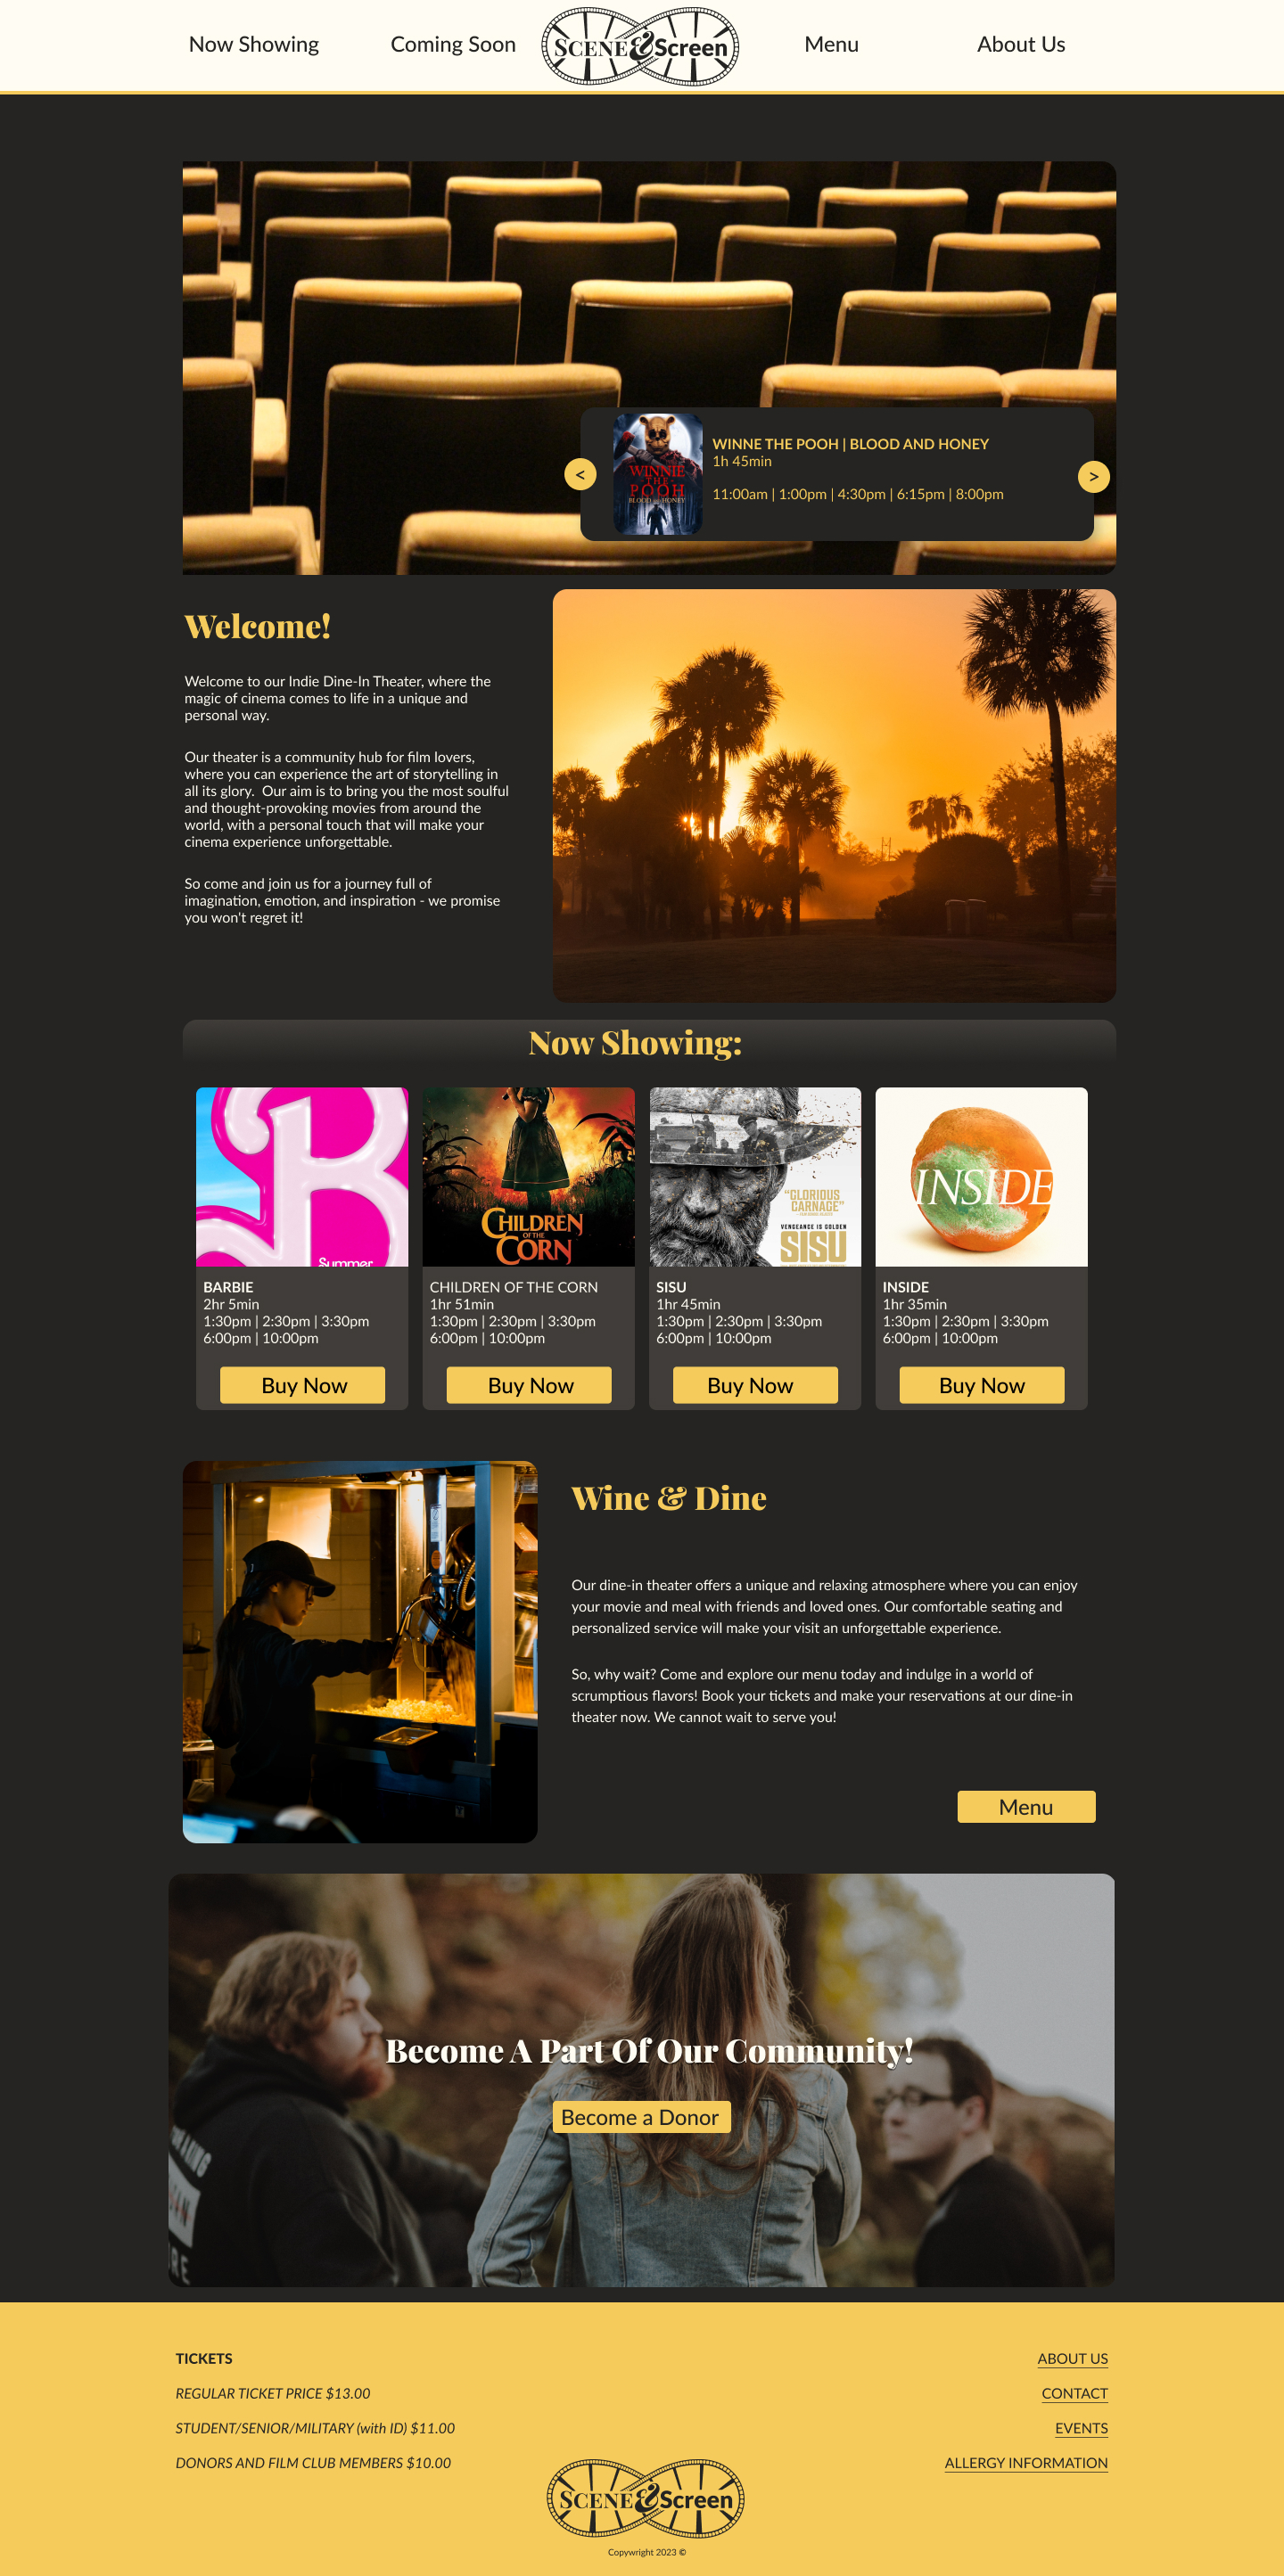 Now Showing
Coming Soon
SCENE&Screen
Menu
About Us
WINNIE
THE
POOH
BLOOD AND HONEY
WINNE THE POOH | BLOOD AND HONEY
1h 45min
11:00am | 1:00pm | 4:30pm | 6:15pm | 8:00pm
<
>
Welcome!
Welcome to our Indie Dine-In Theater, where the
magic of cinema comes to life in a unique and
personal way.
Our theater is a community hub for film lovers,
where you can experience the art of storytelling in
all its glory.  Our aim is to bring you the most soulful
and thought-provoking movies from around the
world, with a personal touch that will make your
cinema experience unforgettable.
So come and join us for a journey full of
imagination, emotion, and inspiration - we promise
you won't regret it!
Now Showing:
B
Summer
BARBIE
2hr 5min
1:30pm | 2:30pm | 3:30pm
6:00pm | 10:00pm
Buy Now
CHILDREN
OF THE
CORN
CHILDREN OF THE CORN
1hr 51min
1:30pm | 2:30pm | 3:30pm
6:00pm | 10:00pm
Buy Now
"GLORIOUS
CARNAGE"
VENGEANCE IS GOLDEN
SISU
SISU
1hr 45min
1:30pm | 2:30pm | 3:30pm
6:00pm | 10:00pm
Buy Now
INSIDE
INSIDE
1hr 35min
1:30pm | 2:30pm | 3:30pm
6:00pm | 10:00pm
Buy Now
Wine & Dine
Our dine-in theater offers a unique and relaxing atmosphere where you can enjoy
your movie and meal with friends and loved ones. Our comfortable seating and
personalized service will make your visit an unforgettable experience.
So, why wait? Come and explore our menu today and indulge in a world of
scrumptious flavors! Book your tickets and make your reservations at our dine-in
theater now. We cannot wait to serve you!
Menu
Become A Part Of Our Community!
Become a Donor
TICKETS
REGULAR TICKET PRICE $13.00
STUDENT/SENIOR/MILITARY (with ID) $11.00
DONORS AND FILM CLUB MEMBERS $10.00
ABOUT US
CONTACT
EVENTS
ALLERGY INFORMATION
SCENE&Screen
Copywright 2023 ©